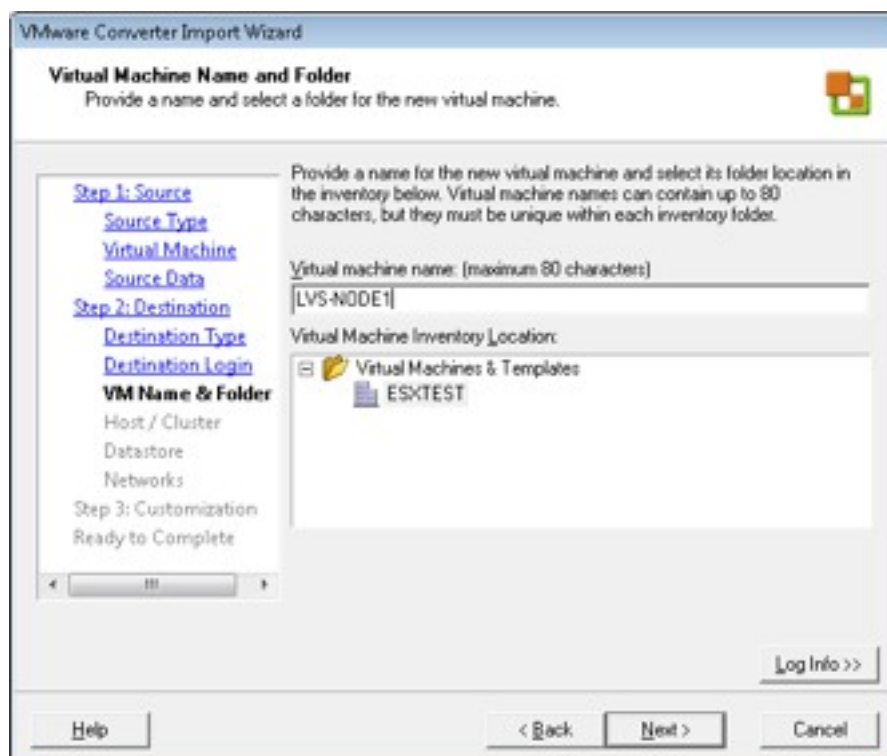 VMware Converter Import Wizard
Virtual Machine Name and Folder
Provide a name and select a folder for the new virtual machine.
Step 1: Source
Source Type
Virtual Machine
Source Data
Step 2: Destination
Destination Type
Destination Login
VM Name & Folder
Host / Cluster
Datastore
Networks
Step 3: Customization
Ready to Complete
Provide a name for the new virtual machine and select its folder location in
the inventory below. Virtual machine names can contain up to 80
characters, but they must be unique within each inventory folder.
Virtual machine name: (maximum 80 characters)
LVS-NODE1
Virtual Machine Inventory Location:
Virtual Machines & Templates
ESXTEST
Log Info >>
Help
< Back
Next >
Cancel